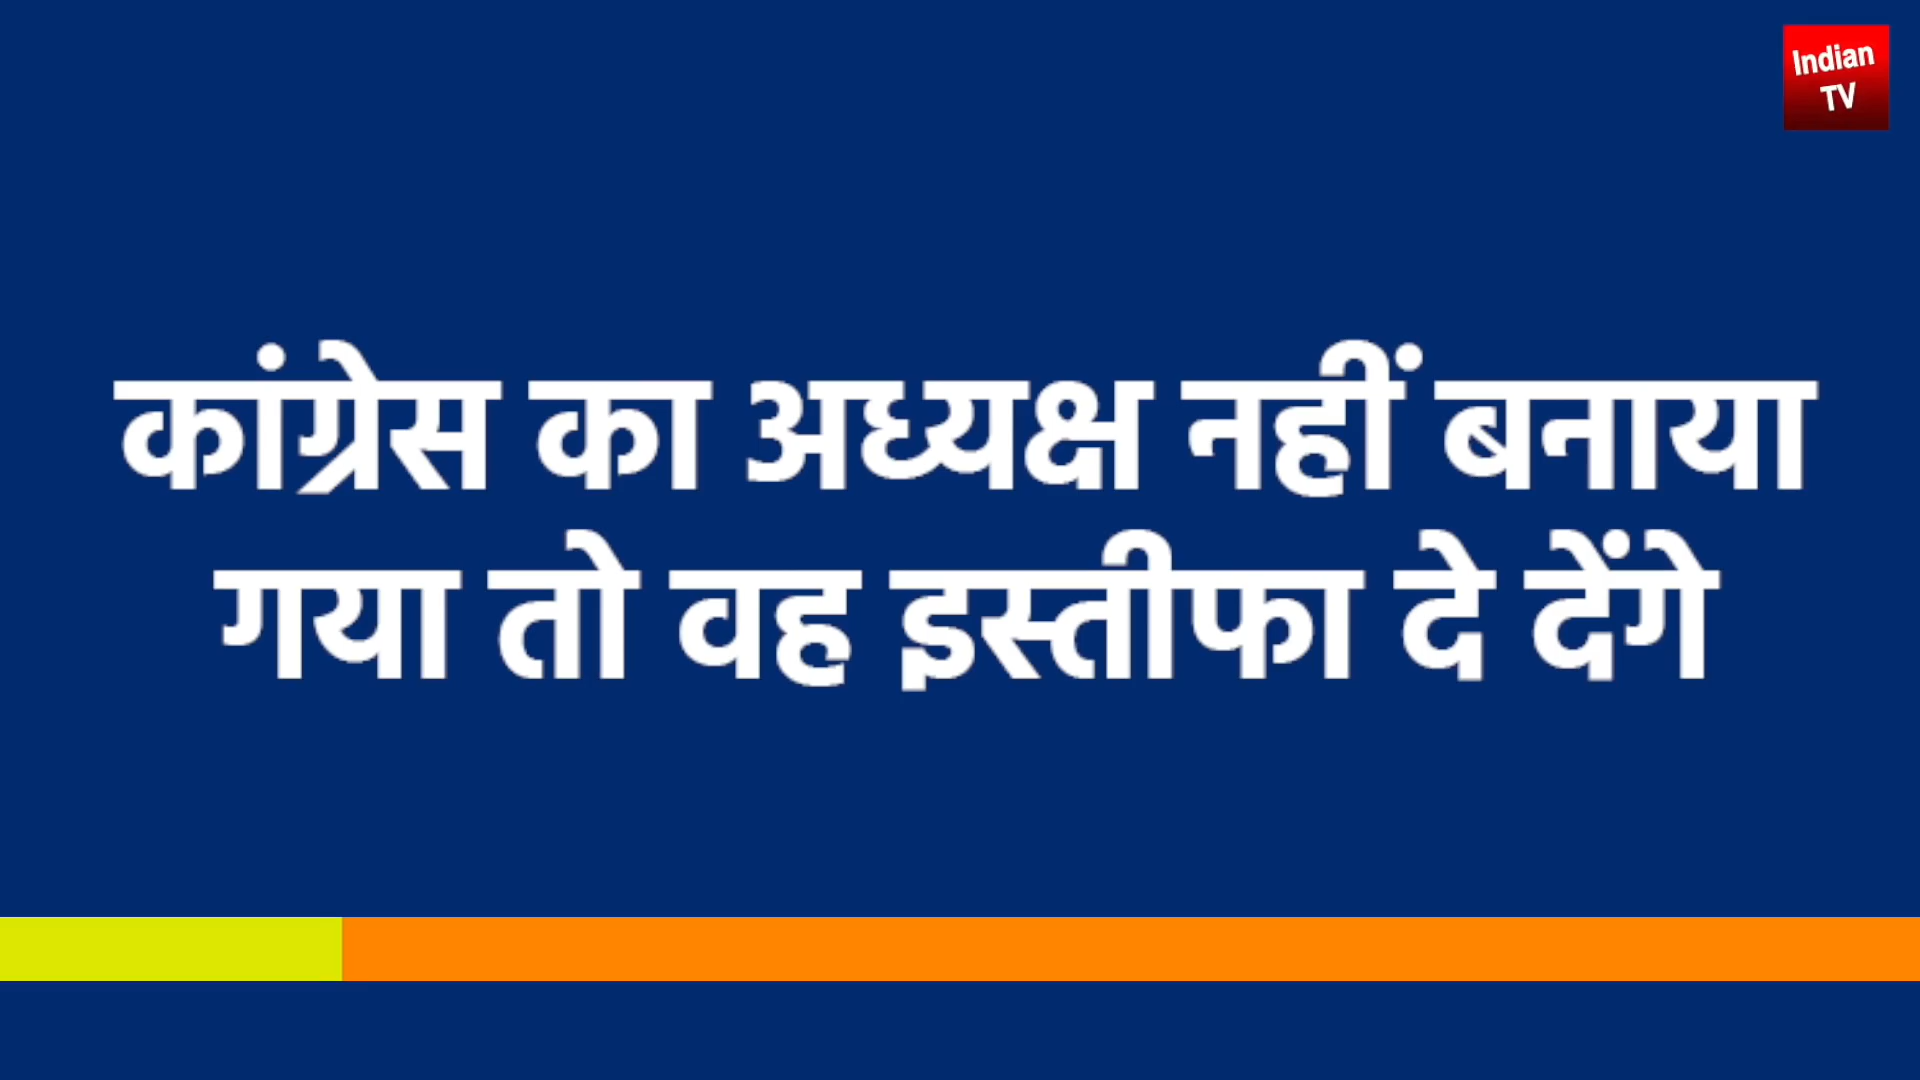 Indian
TV
कांग्रेस का अध्यक्ष नहीं बनाया
गया तो वह इस्तीफा दे देंगे